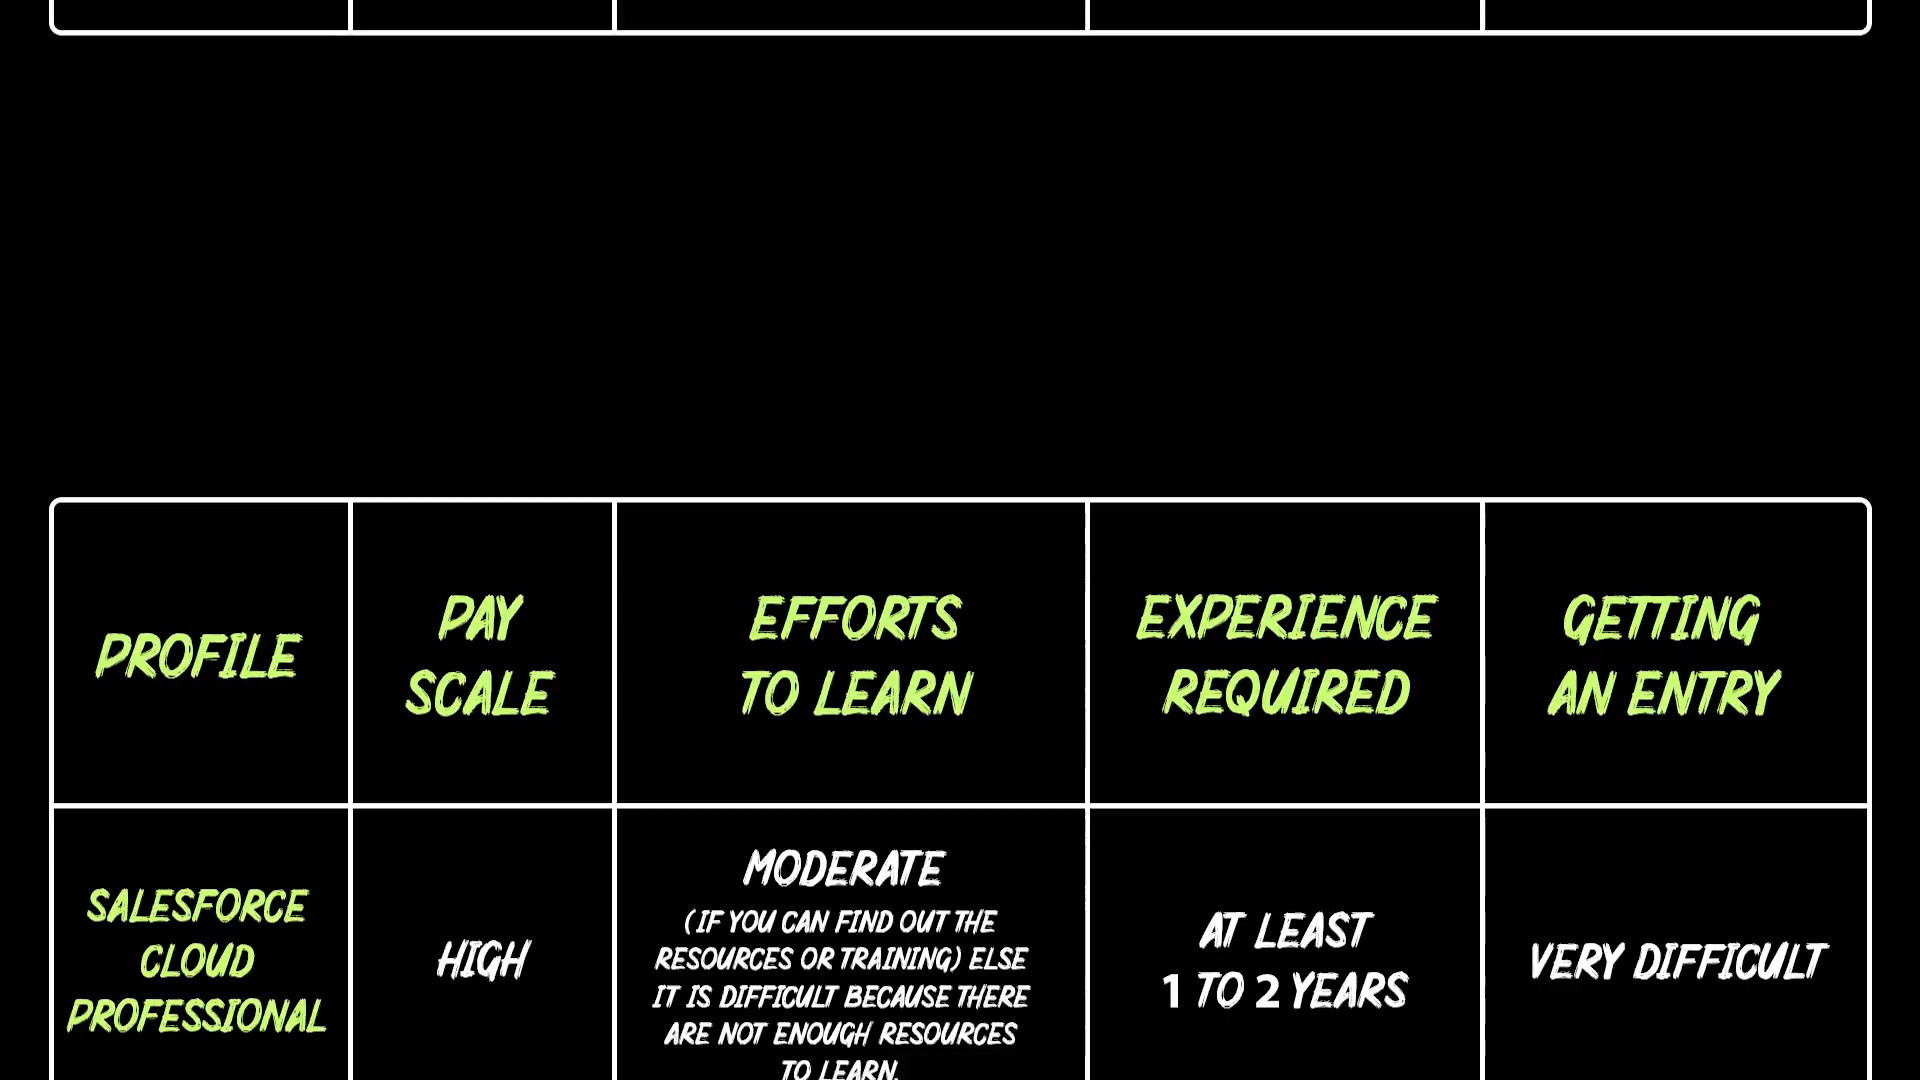 PROFILE
PAY
SCALE
EFFORTS
TO LEARN
EXPERIENCE
REQUIRED
GETTING
AN ENTRY
SALESFORCE
CLOUD
PROFESSIONAL
HIGH
MODERATE
(IF YOU CAN FIND OUT THE
RESOURCES OR TRAINING) ELSE
IT IS DIFFICULT BECAUSE THERE
ARE NOT ENOUGH RESOURCES
TO LEARN.
AT LEAST
1 TO 2 YEARS
VERY DIFFICULT